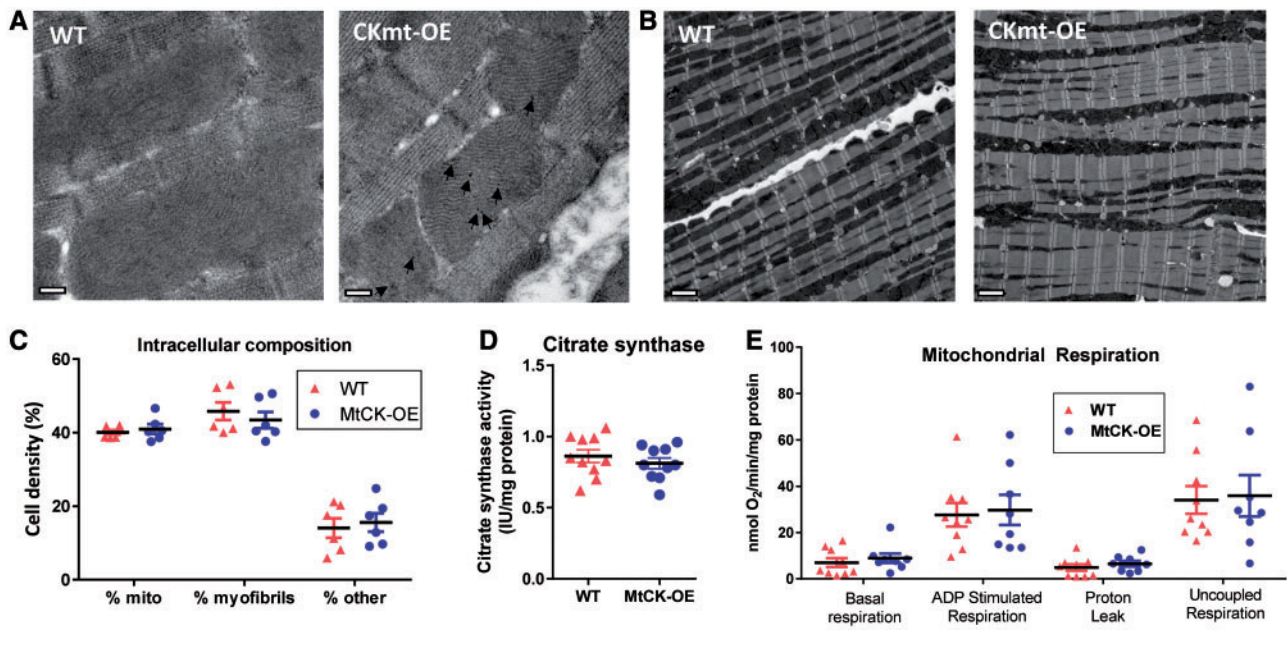 A
WT
CKmt-OE
B
WT
CKmt-OE
C
Intracellular composition
WT
MtCK-OE
Cell density (%)
60
40
20
0
% mito
% myofibrils
% other
D
Citrate synthase
Citrate synthase activity
(IU/mg protein)
1.5
1.0
0.5
0.0
WT
MtCK-OE
E
Mitochondrial Respiration
WT
MtCK-OE
nmol O₂/min/mg protein
100
80
60
40
20
0
Basal
respiration
ADP Stimulated
Respiration
Proton
Leak
Uncoupled
Respiration